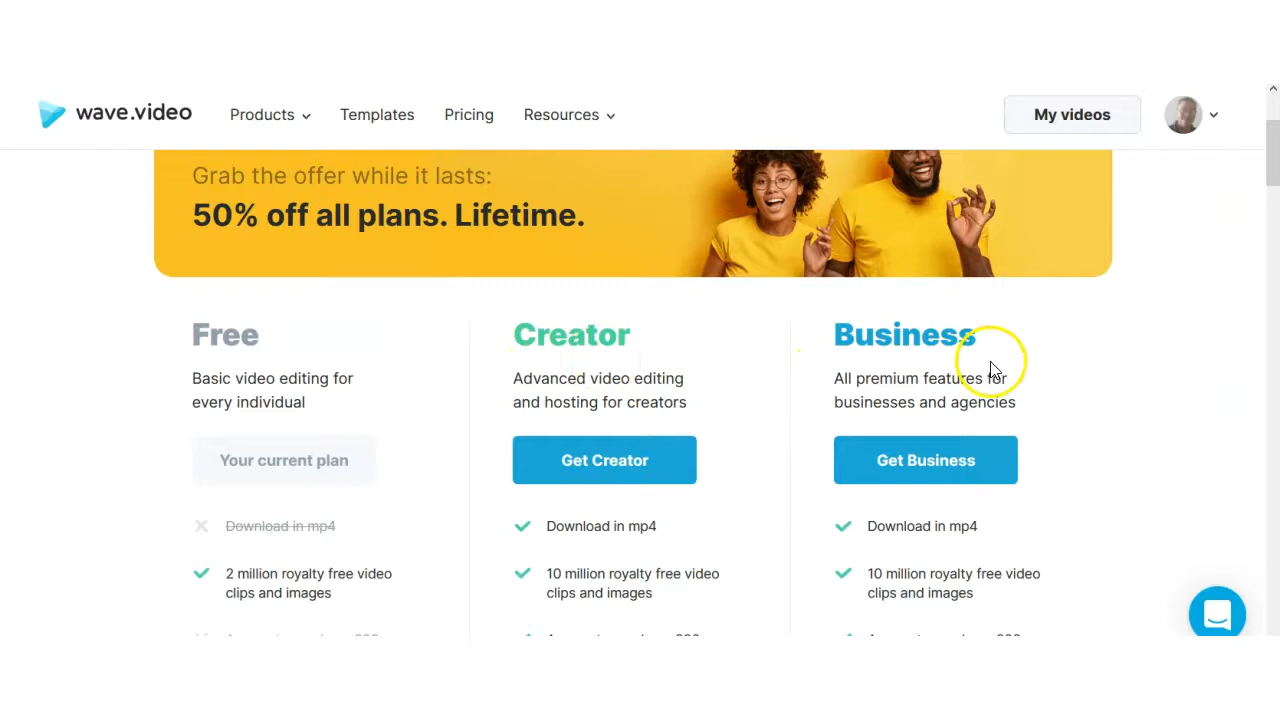 wave.video Products Templates Pricing Resources My videos
Grab the offer while it lasts:
50% off all plans. Lifetime.
Free
Basic video editing for
every individual
Your current plan
Download in mp4
2 million royalty free video
clips and images
Creator
Advanced video editing
and hosting for creators
Get Creator
Download in mp4
10 million royalty free video
clips and images
Business
All premium features for
businesses and agencies
Get Business
Download in mp4
10 million royalty free video
clips and images